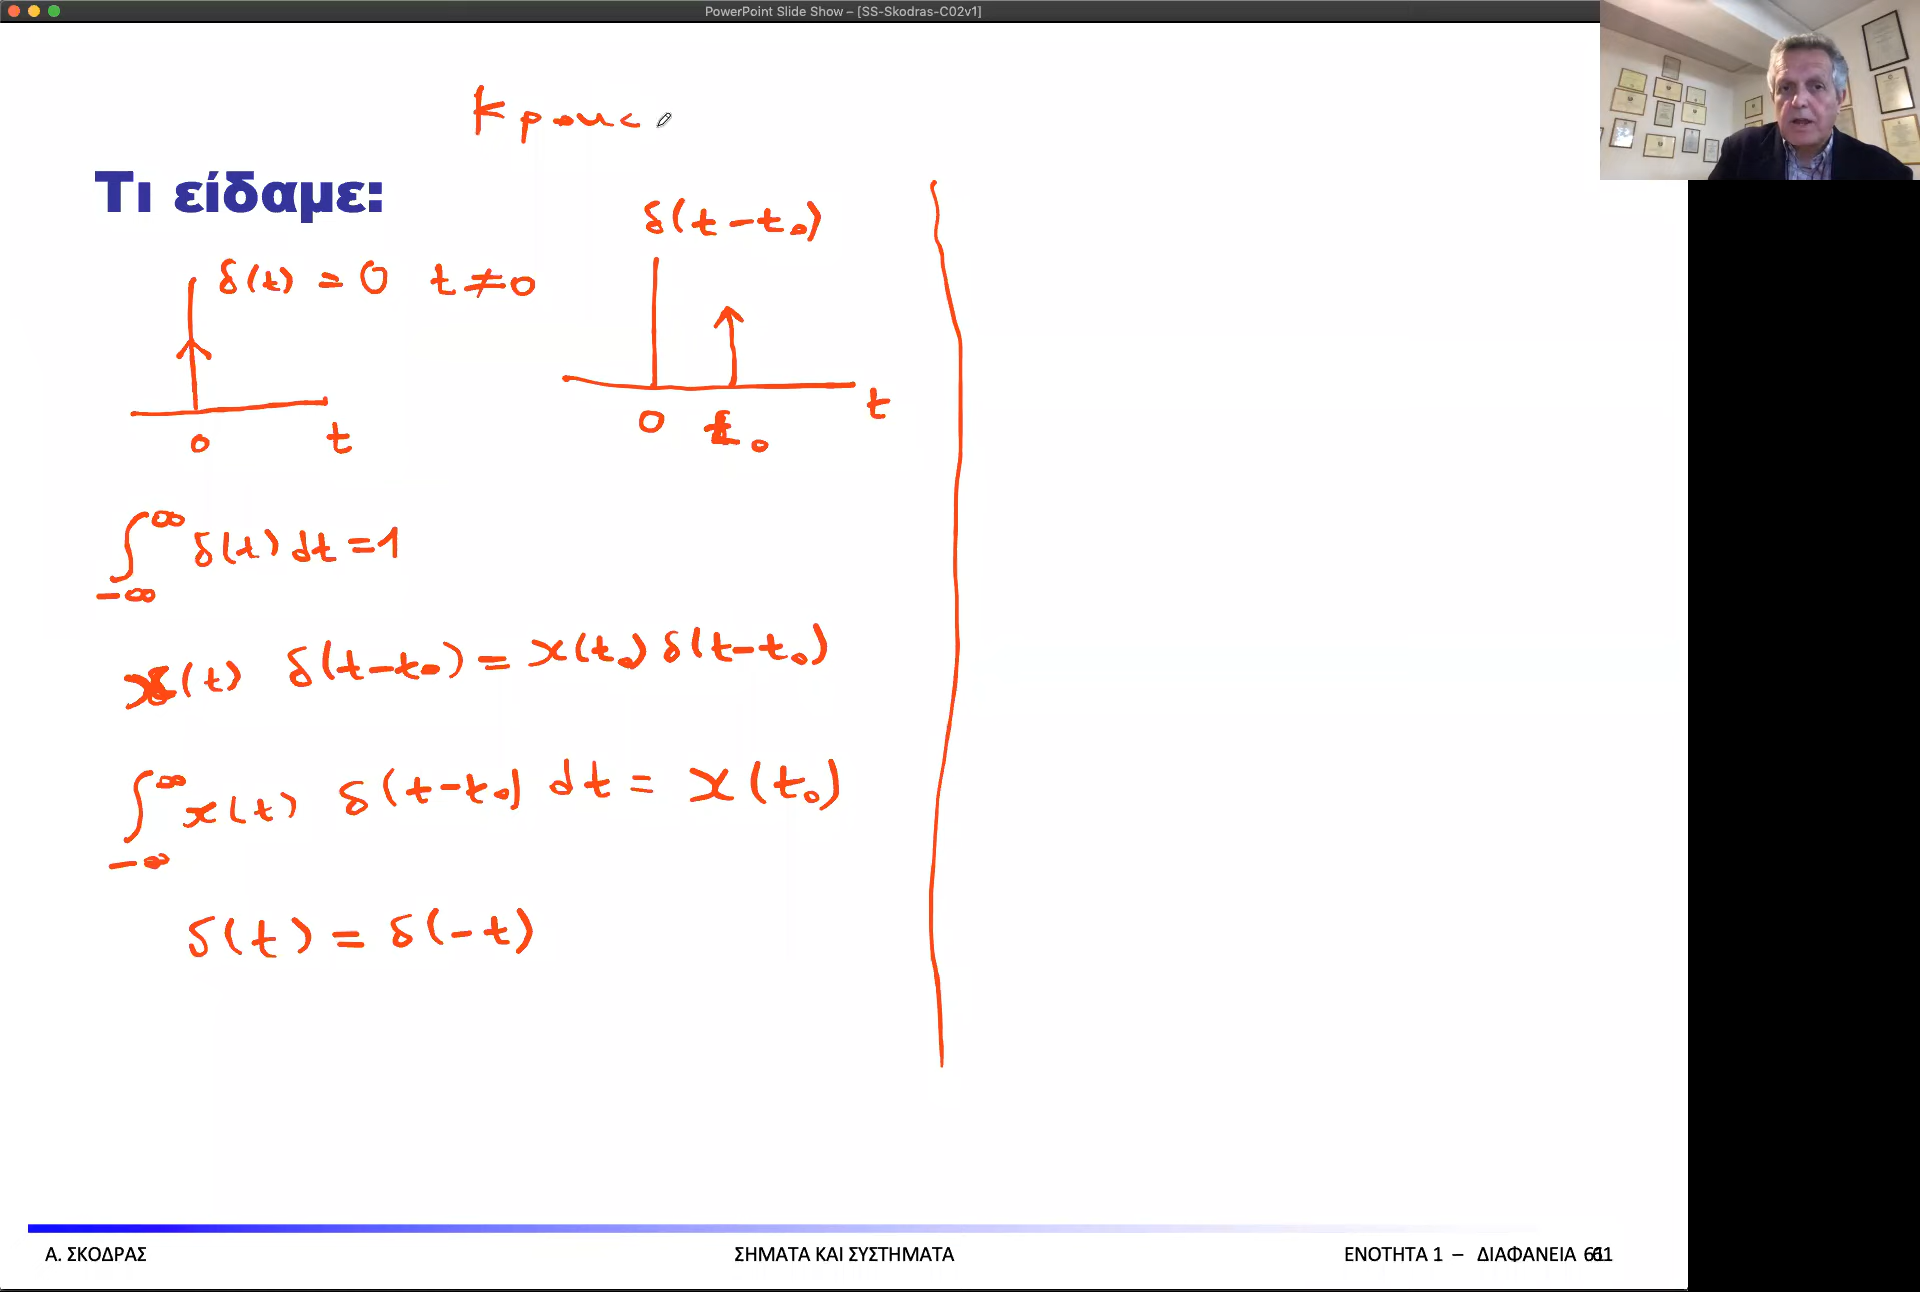 PowerPoint Slide Show – [SS-Skodras-C02v1]
Κρουσ
Τι είδαμε:
δ(t) = 0 t ≠ 0
δ(t - t₀)
0 t
0 t₀ t
∫_{-∞}^{∞} δ(t) dt = 1
x(t) δ(t - t₀) = x(t₀) δ(t - t₀)
∫_{-∞}^{∞} x(t) δ(t - t₀) dt = x(t₀)
δ(t) = δ(-t)
Α. ΣΚΟΔΡΑΣ
ΣΗΜΑΤΑ ΚΑΙ ΣΥΣΤΗΜΑΤΑ
ΕΝΟΤΗΤΑ 1 – ΔΙΑΦΑΝΕΙΑ